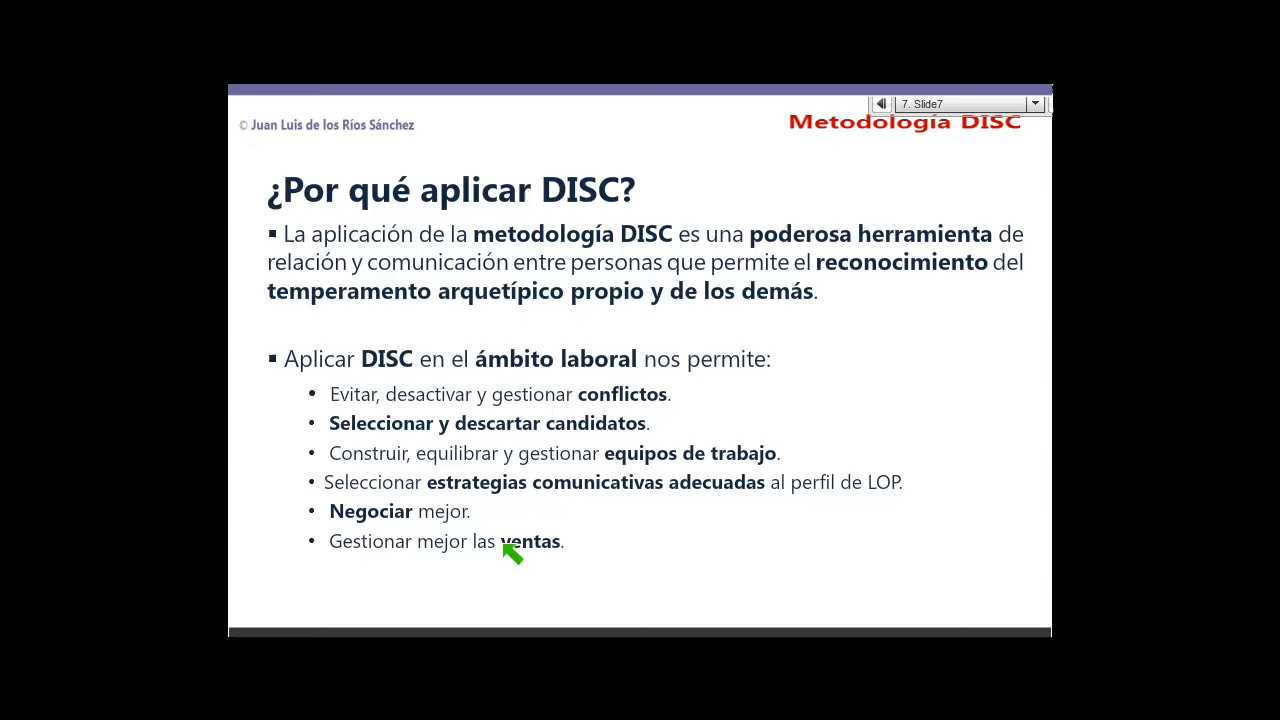 7. Slide7
© Juan Luis de los Ríos Sánchez
Metodología DISC
¿Por qué aplicar DISC?
▪ La aplicación de la metodología DISC es una poderosa herramienta de
relación y comunicación entre personas que permite el reconocimiento del
temperamento arquetípico propio y de los demás.
▪ Aplicar DISC en el ámbito laboral nos permite:
• Evitar, desactivar y gestionar conflictos.
• Seleccionar y descartar candidatos.
• Construir, equilibrar y gestionar equipos de trabajo.
• Seleccionar estrategias comunicativas adecuadas al perfil de LOP.
• Negociar mejor.
• Gestionar mejor las ventas.